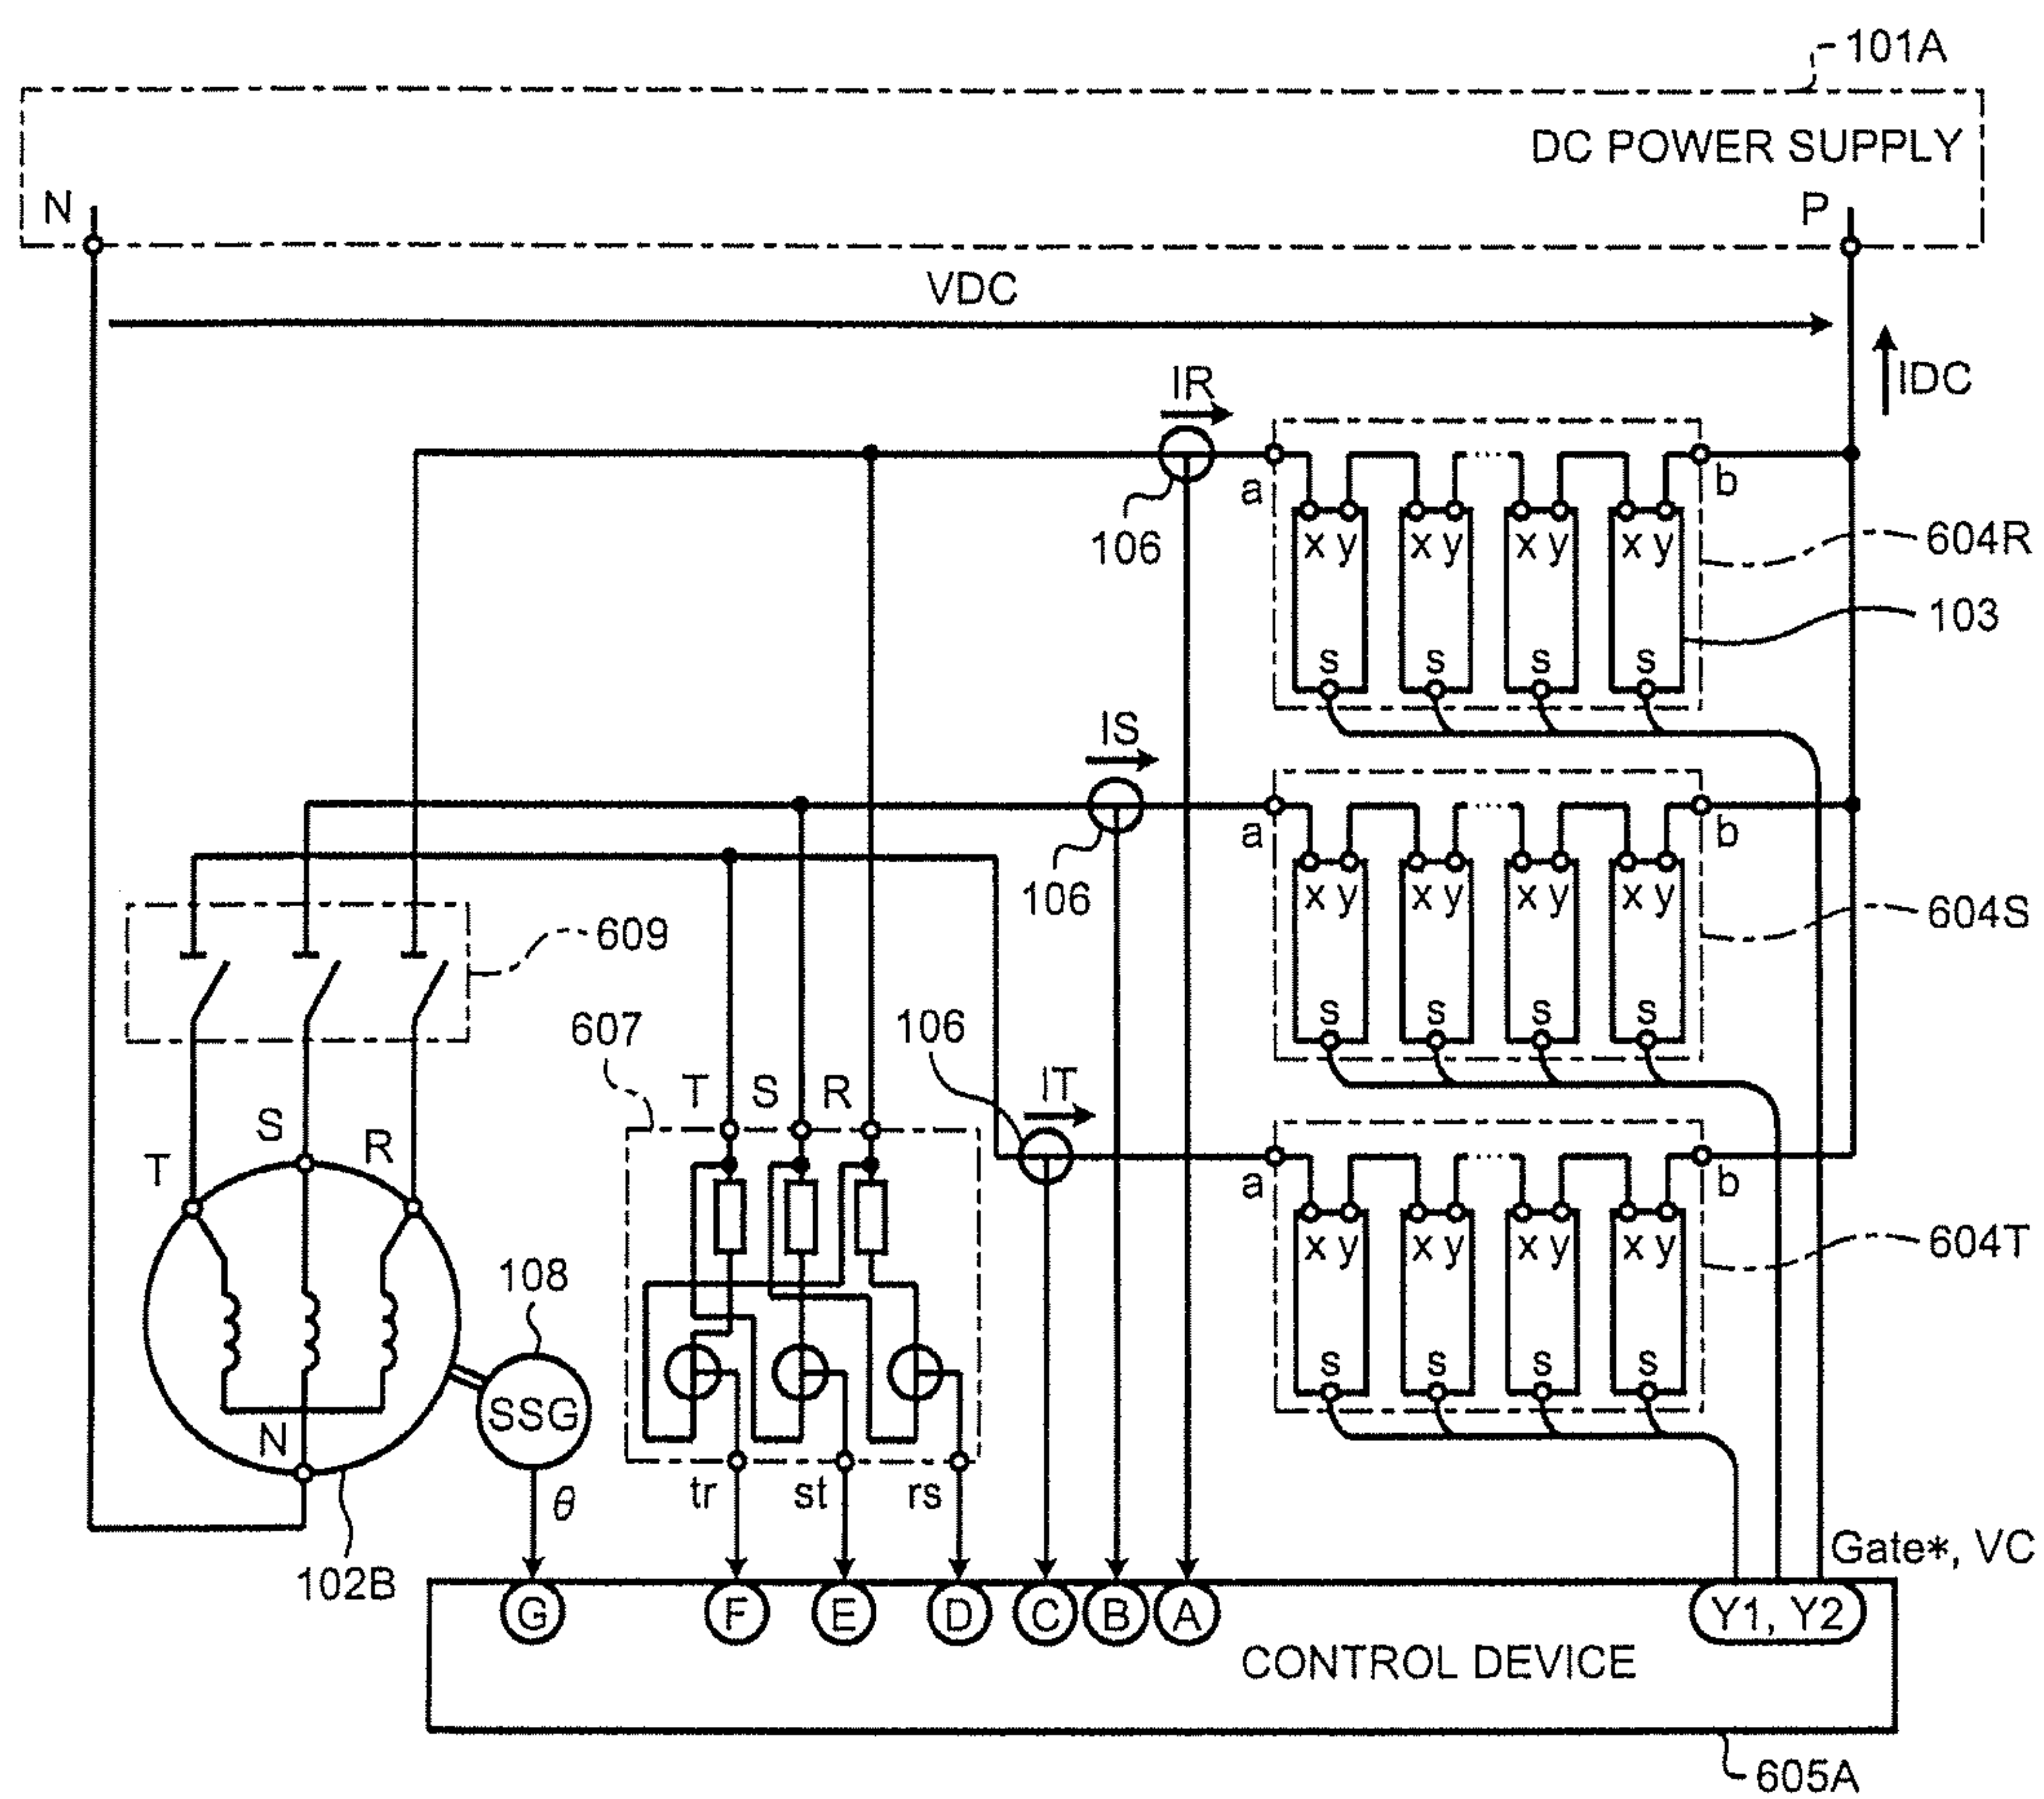 101A
DC POWER SUPPLY
N
P
VDC
IDC
IR
106
a
b
x y
x y
x y
x y
604R
103
s
s
s
s
IS
106
a
b
x y
x y
x y
x y
604S
s
s
s
s
609
607
106
T
S
R
IT
a
b
x y
x y
x y
x y
604T
s
s
s
s
T
S
R
108
SSG
N
θ
tr
st
rs
102B
Gate*, VC
G
F
E
D
C
B
A
Y1, Y2
CONTROL DEVICE
605A